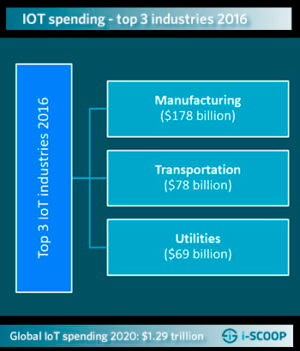 IOT spending - top 3 industries 2016
Top 3 IoT industries 2016
Manufacturing
($178 billion)
Transportation
($78 billion)
Utilities
($69 billion)
Global IoT spending 2020: $1.29 trillion
i-SCOOP